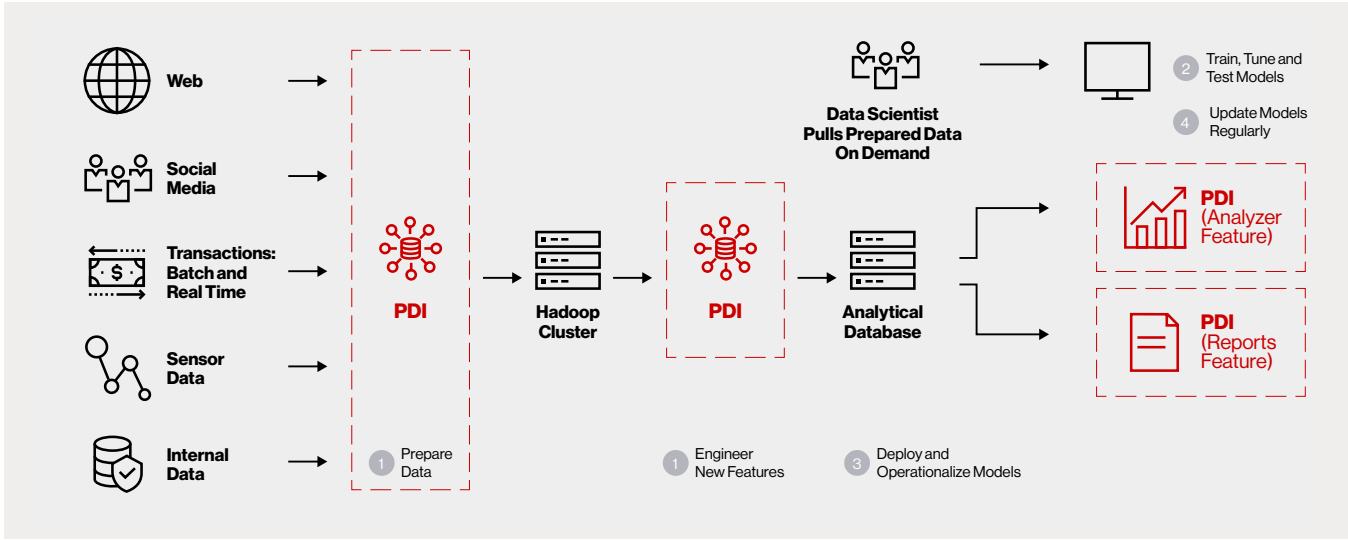 Web
Social
Media
Transactions:
Batch and
Real Time
$
Sensor
Data
Internal
Data
PDI
1 Prepare
Data
Hadoop
Cluster
PDI
1 Engineer
New Features
Analytical
Database
3 Deploy and
Operationalize Models
Data Scientist
Pulls Prepared Data
On Demand
2 Train, Tune and
Test Models
4 Update Models
Regularly
PDI
(Analyzer
Feature)
PDI
(Reports
Feature)